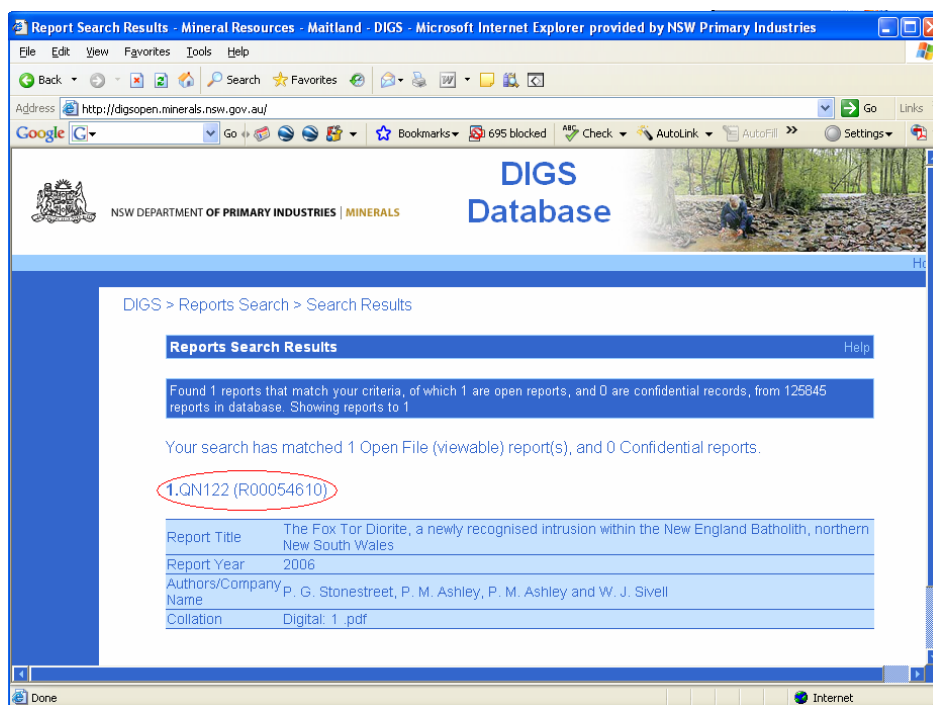 Report Search Results - Mineral Resources - Maitland - DIGS - Microsoft Internet Explorer provided by NSW Primary Industries
File Edit View Favorites Tools Help
Back Search Favorites
Address http://digsopen.minerals.nsw.gov.au/ Go Links
Google G Go Bookmarks 695 blocked ABC Check AutoLink AutoFill » Settings
NSW DEPARTMENT OF PRIMARY INDUSTRIES | MINERALS
DIGS
Database
Ho
DIGS > Reports Search > Search Results
Reports Search Results Help
Found 1 reports that match your criteria, of which 1 are open reports, and 0 are confidential records, from 125845
reports in database. Showing reports to 1
Your search has matched 1 Open File (viewable) report(s), and 0 Confidential reports.
1.QN122 (R00054610)
Report Title The Fox Tor Diorite, a newly recognised intrusion within the New England Batholith, northern
New South Wales
Report Year 2006
Authors/Company
Name P. G. Stonestreet, P. M. Ashley, P. M. Ashley and W. J. Sivell
Collation Digital: 1 .pdf
Done Internet